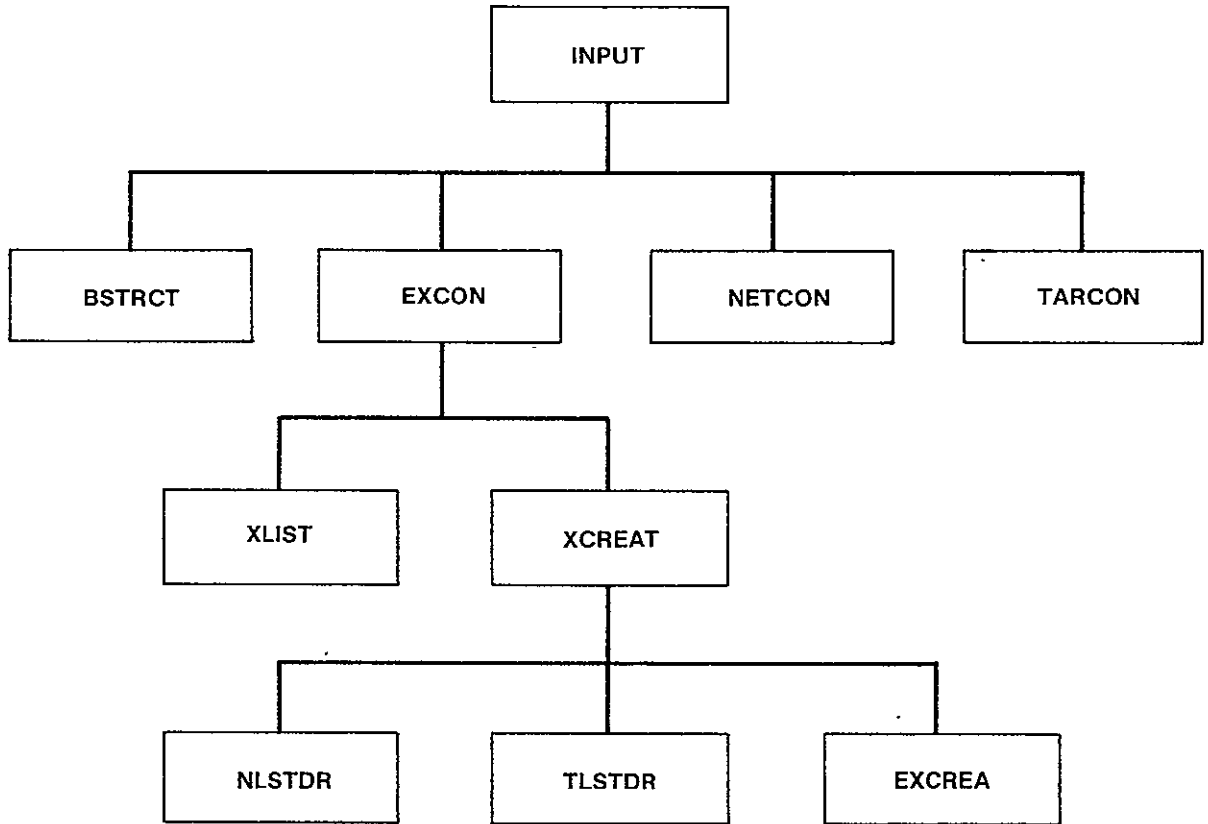 INPUT
BSTRCT
EXCON
NETCON
TARCON
XLIST
XCREAT
NLSTDR
TLSTDR
EXCREA